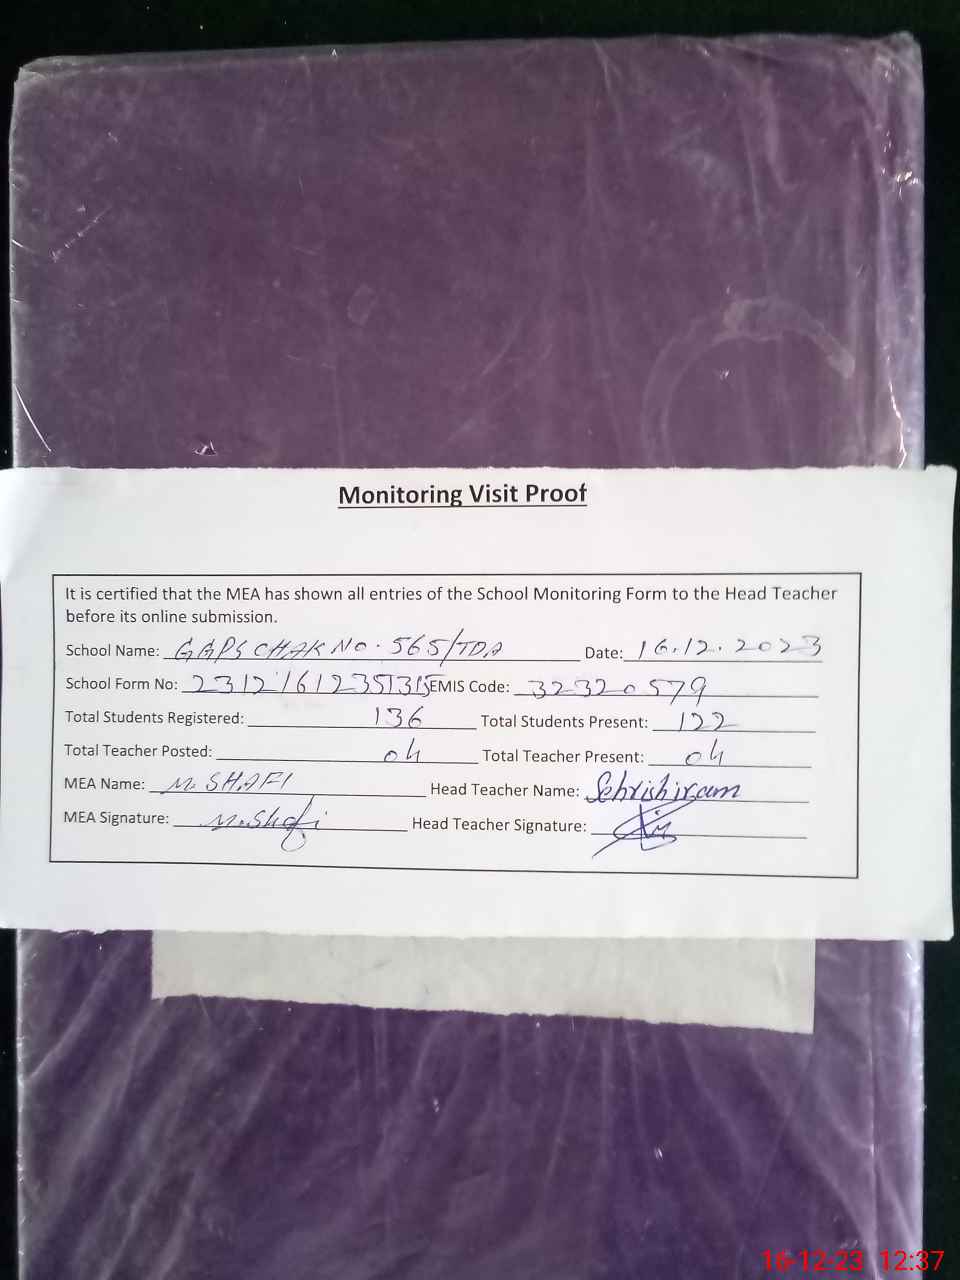 Monitoring Visit Proof
It is certified that the MEA has shown all entries of the School Monitoring Form to the Head Teacher
before its online submission.
School Name: GAPS CHAK No. 565/TDA Date: 16.12.2023
School Form No: EMIS Code: 32320579
Total Students Registered: 136 Total Students Present: 122
Total Teacher Posted: 04 Total Teacher Present: 04
MEA Name: M. SHAFI Head Teacher Name: Sehrish iram
MEA Signature: M.Shafi Head Teacher Signature:
16-12-23 12:37